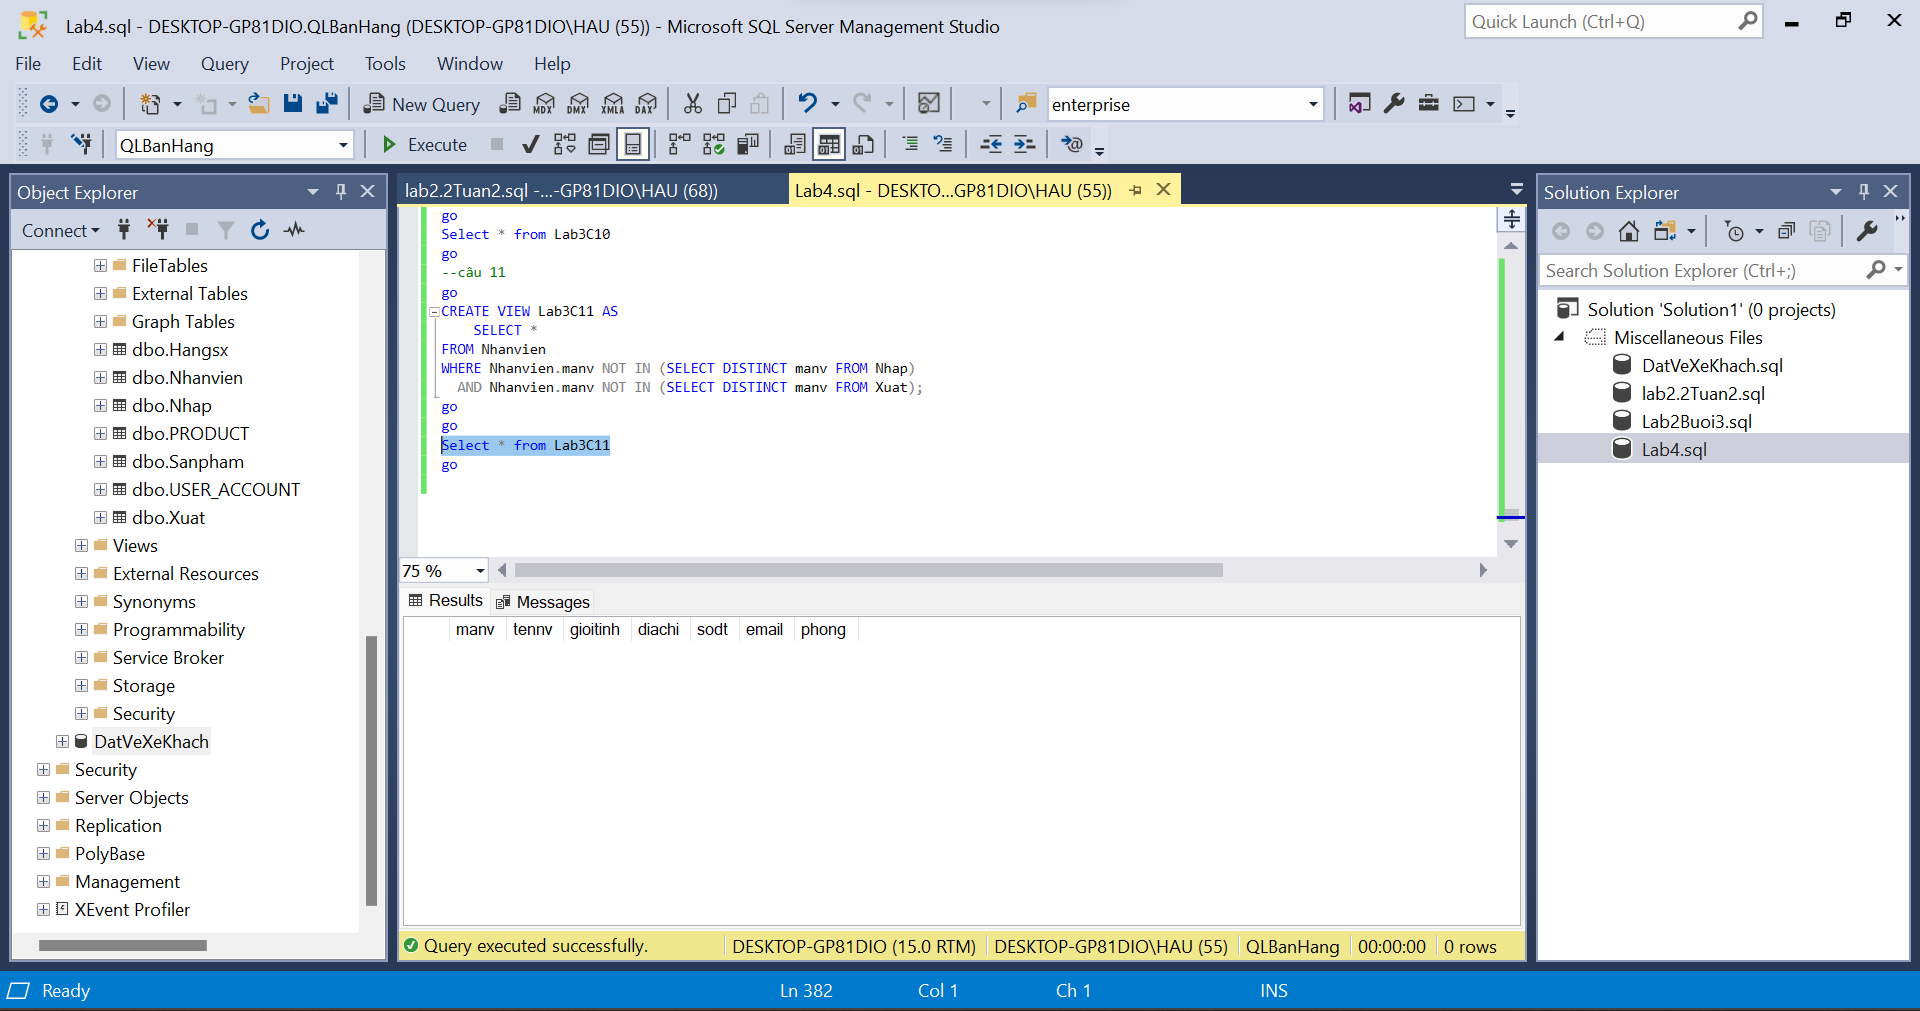 Lab4.sql - DESKTOP-GP81DIO.QLBanHang (DESKTOP-GP81DIO\HAU (55)) - Microsoft SQL Server Management Studio
Quick Launch (Ctrl+Q)
File Edit View Query Project Tools Window Help
New Query MDX DMX XMLA DAX enterprise
QLBanHang Execute
Object Explorer
Connect
FileTables
External Tables
Graph Tables
dbo.Hangsx
dbo.Nhanvien
dbo.Nhap
dbo.PRODUCT
dbo.Sanpham
dbo.USER_ACCOUNT
dbo.Xuat
Views
External Resources
Synonyms
Programmability
Service Broker
Storage
Security
DatVeXeKhach
Security
Server Objects
Replication
PolyBase
Management
XEvent Profiler
lab2.2Tuan2.sql -...-GP81DIO\HAU (68))
Lab4.sql - DESKTO...GP81DIO\HAU (55))
go
Select * from Lab3C10
go
--câu 11
go
CREATE VIEW Lab3C11 AS
SELECT *
FROM Nhanvien
WHERE Nhanvien.manv NOT IN (SELECT DISTINCT manv FROM Nhap)
AND Nhanvien.manv NOT IN (SELECT DISTINCT manv FROM Xuat);
go
go
Select * from Lab3C11
go
75 %
Results Messages
manv tennv gioitinh diachi sodt email phong
Query executed successfully. DESKTOP-GP81DIO (15.0 RTM) DESKTOP-GP81DIO\HAU (55) QLBanHang 00:00:00 0 rows
Solution Explorer
Search Solution Explorer (Ctrl+;)
Solution 'Solution1' (0 projects)
Miscellaneous Files
DatVeXeKhach.sql
lab2.2Tuan2.sql
Lab2Buoi3.sql
Lab4.sql
Ready Ln 382 Col 1 Ch 1 INS